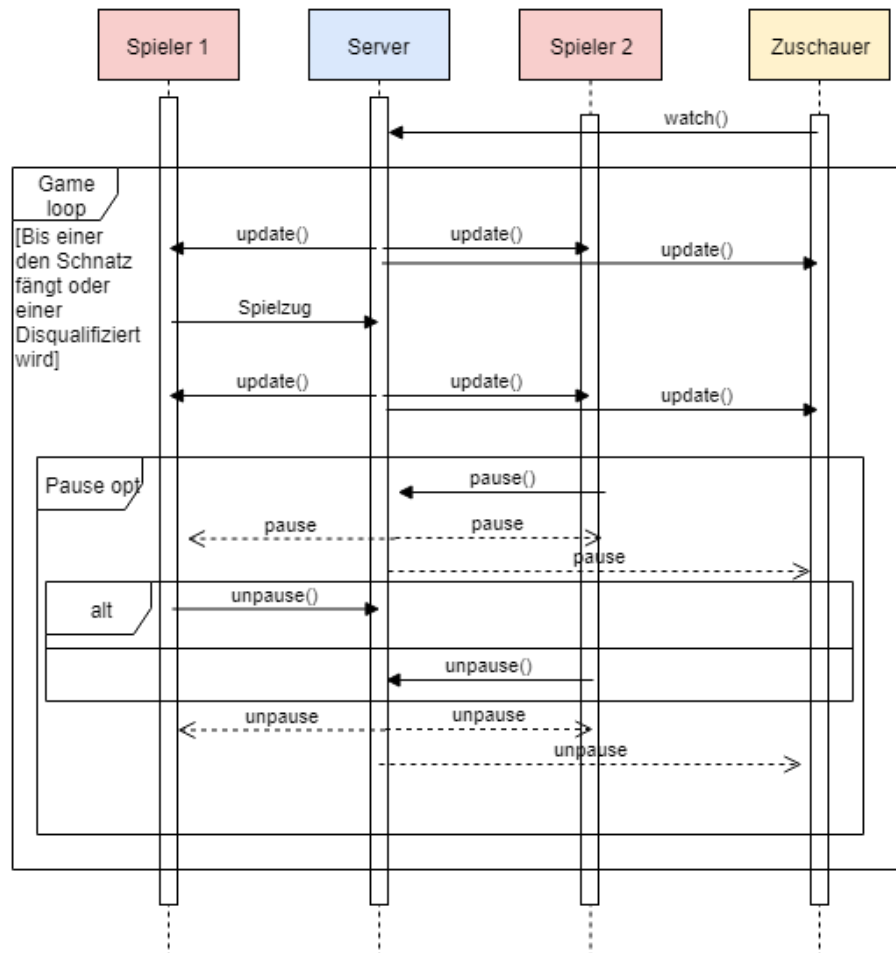 Spieler 1
Server
Spieler 2
Zuschauer
watch()
Game
loop
[Bis einer
den Schnatz
fängt oder
einer
Disqualifiziert
wird]
update()
update()
update()
Spielzug
update()
update()
update()
Pause opt
pause()
pause
pause
pause
alt
unpause()
unpause()
unpause
unpause
unpause